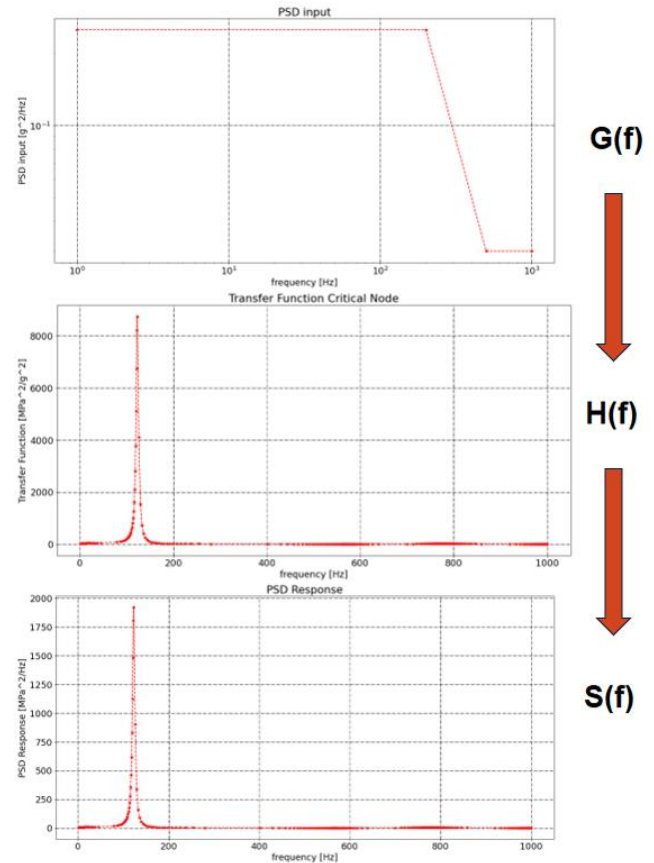 PSD input
PSD input [g^2/Hz]
10^-1
10^0 10^1 10^2 10^3
frequency [Hz]
G(f)
Transfer Function Critical Node
Transfer Function [MPa^2/g^2]
8000
6000
4000
2000
0
0 200 400 600 800 1000
frequency [Hz]
H(f)
PSD Response
PSD Response [MPa^2/Hz]
2000
1750
1500
1250
1000
750
500
250
0
0 200 400 600 800 1000
frequency [Hz]
S(f)